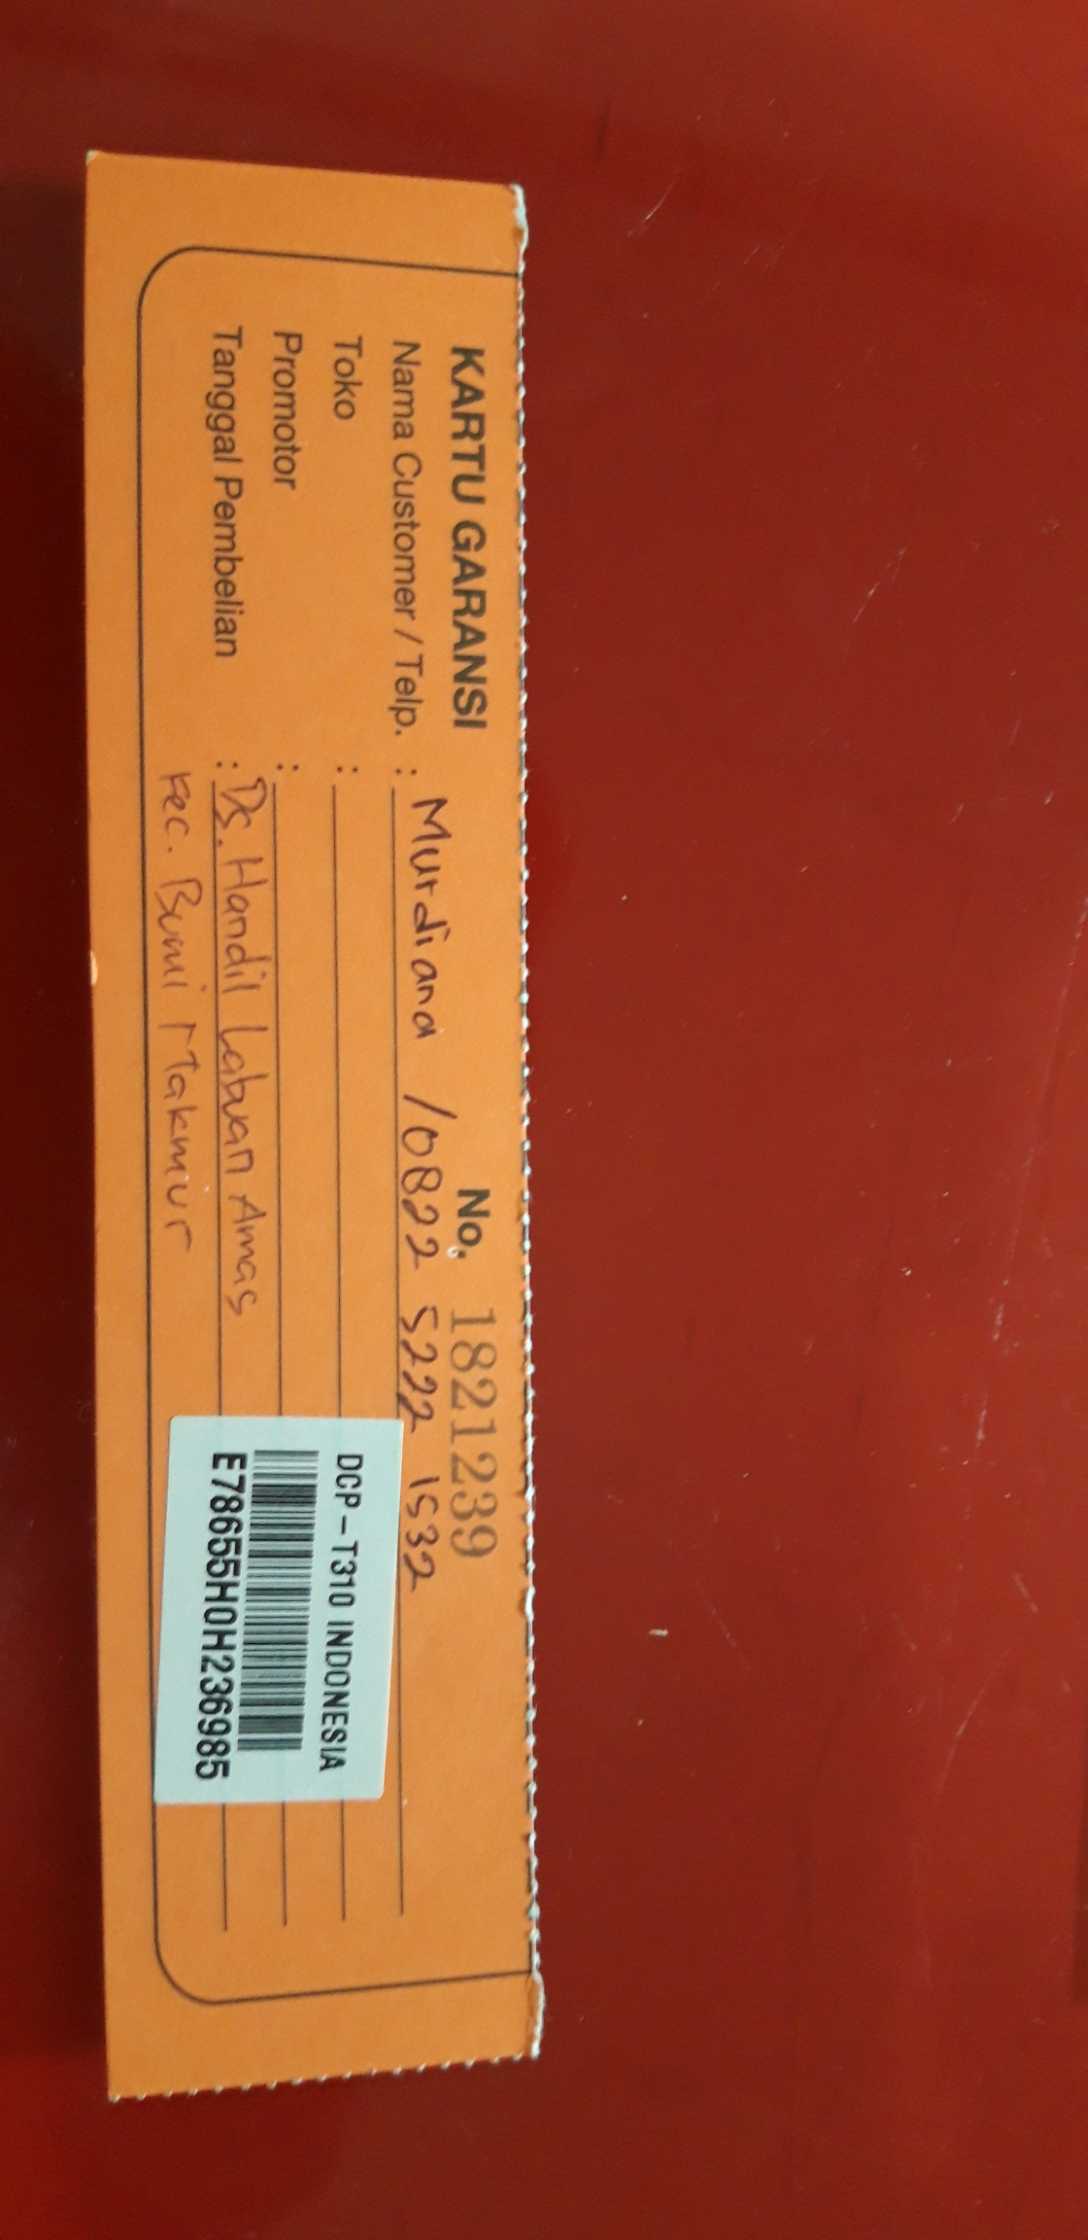 KARTU GARANSI No. 1821239
Nama Customer / Telp. : Murdiana / 0822 5222 1532
Toko :
Promotor :
Tanggal Pembelian : Ds. Handil Labuan Amas
Kec. Bumi Makmur
DCP-T310 INDONESIA
E78655H0H236985